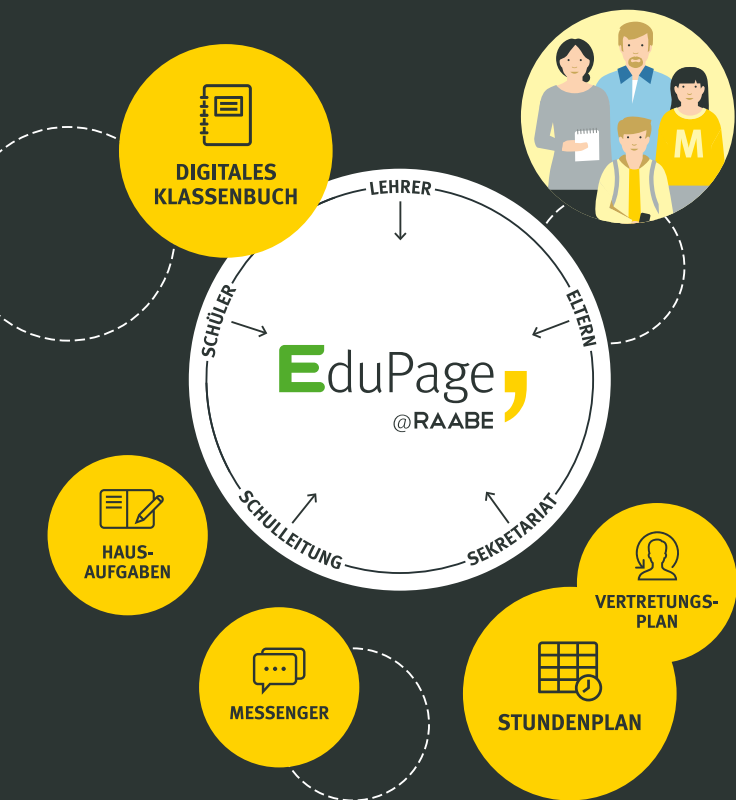 DIGITALES
KLASSENBUCH
M
LEHRER
SCHÜLER
ELTERN
EduPage,
@RAABE
SCHULLEITUNG
SEKRETARIAT
HAUS-
AUFGABEN
VERTRETUNGS-
PLAN
MESSENGER
STUNDENPLAN